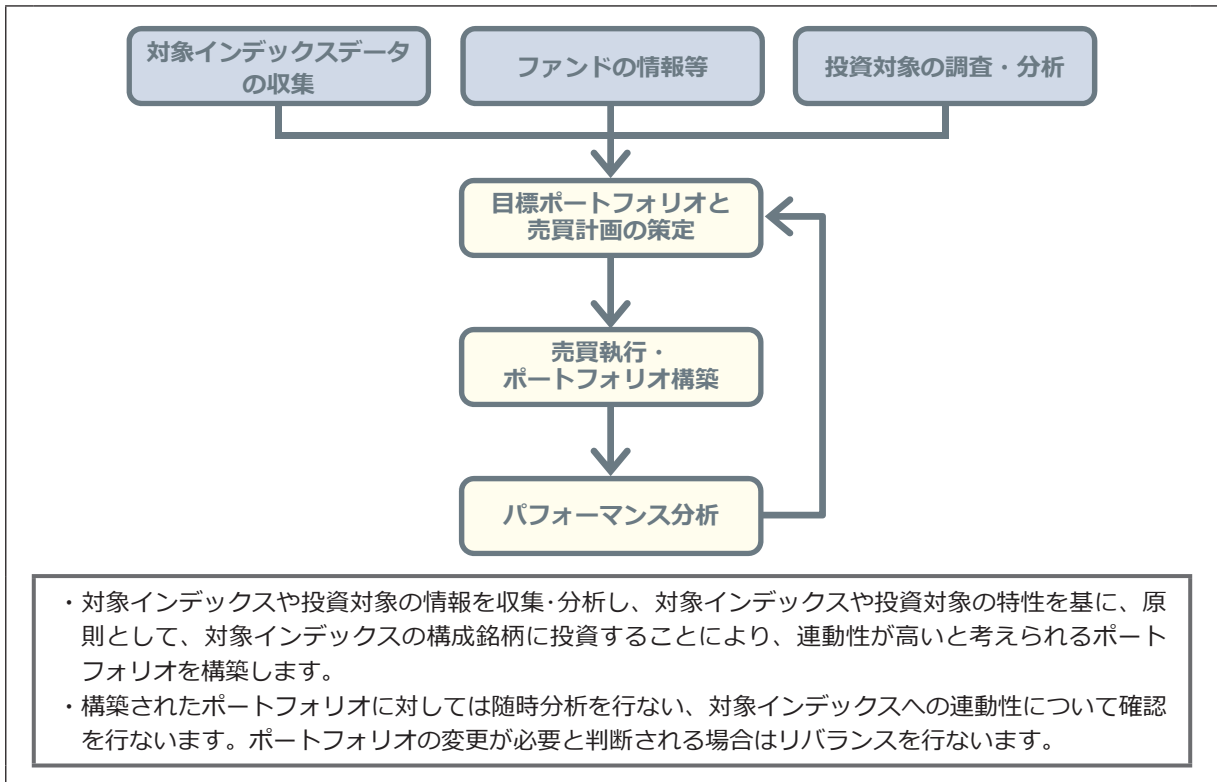 対象インデックスデータ
の収集
ファンドの情報等
投資対象の調査・分析
目標ポートフォリオと
売買計画の策定
売買執行・
ポートフォリオ構築
パフォーマンス分析
・対象インデックスや投資対象の情報を収集･分析し、対象インデックスや投資対象の特性を基に、原
則として、対象インデックスの構成銘柄に投資することにより、連動性が高いと考えられるポート
フォリオを構築します。
・構築されたポートフォリオに対しては随時分析を行ない、対象インデックスへの連動性について確認
を行ないます。ポートフォリオの変更が必要と判断される場合はリバランスを行ないます。